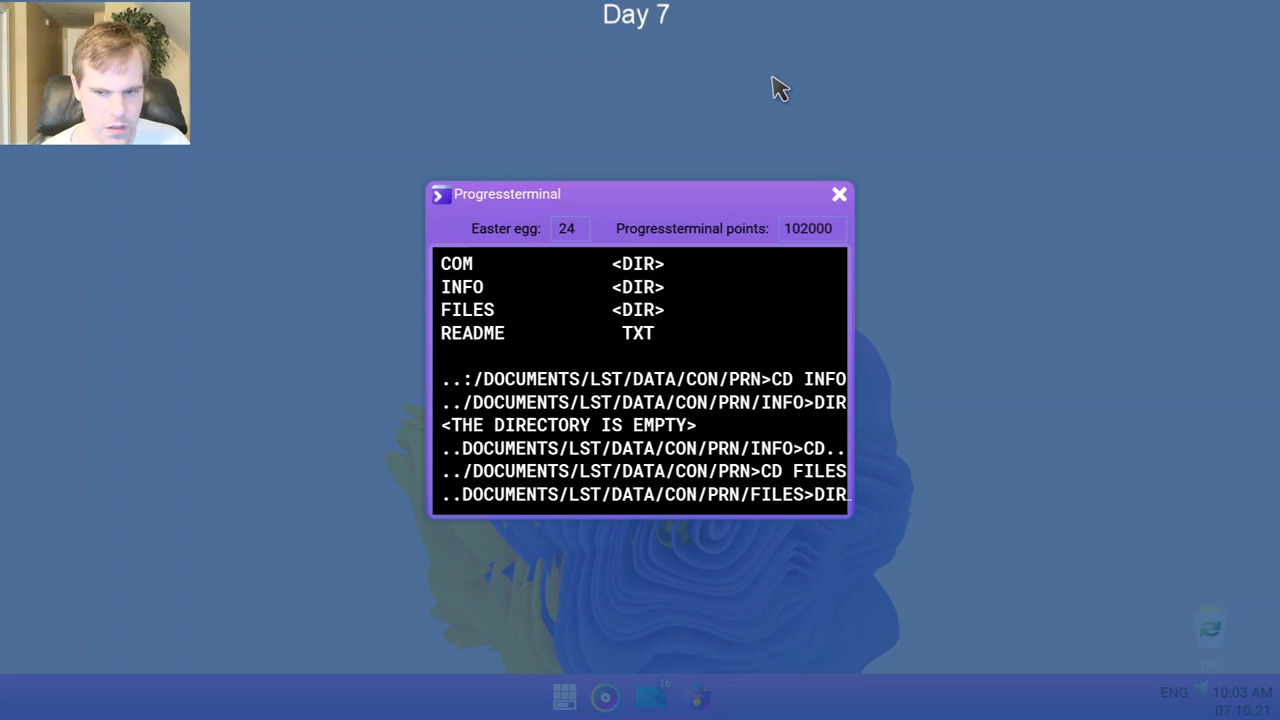 Day 7
Progressterminal
Easter egg: 24 Progressterminal points: 102000
COM <DIR>
INFO <DIR>
FILES <DIR>
README TXT
..:/DOCUMENTS/LST/DATA/CON/PRN>CD INFO
../DOCUMENTS/LST/DATA/CON/PRN/INFO>DIR
<THE DIRECTORY IS EMPTY>
..DOCUMENTS/LST/DATA/CON/PRN/INFO>CD..
../DOCUMENTS/LST/DATA/CON/PRN>CD FILES
..DOCUMENTS/LST/DATA/CON/PRN/FILES>DIR_
Bin
16
ENG 10:03 AM
07.10.21